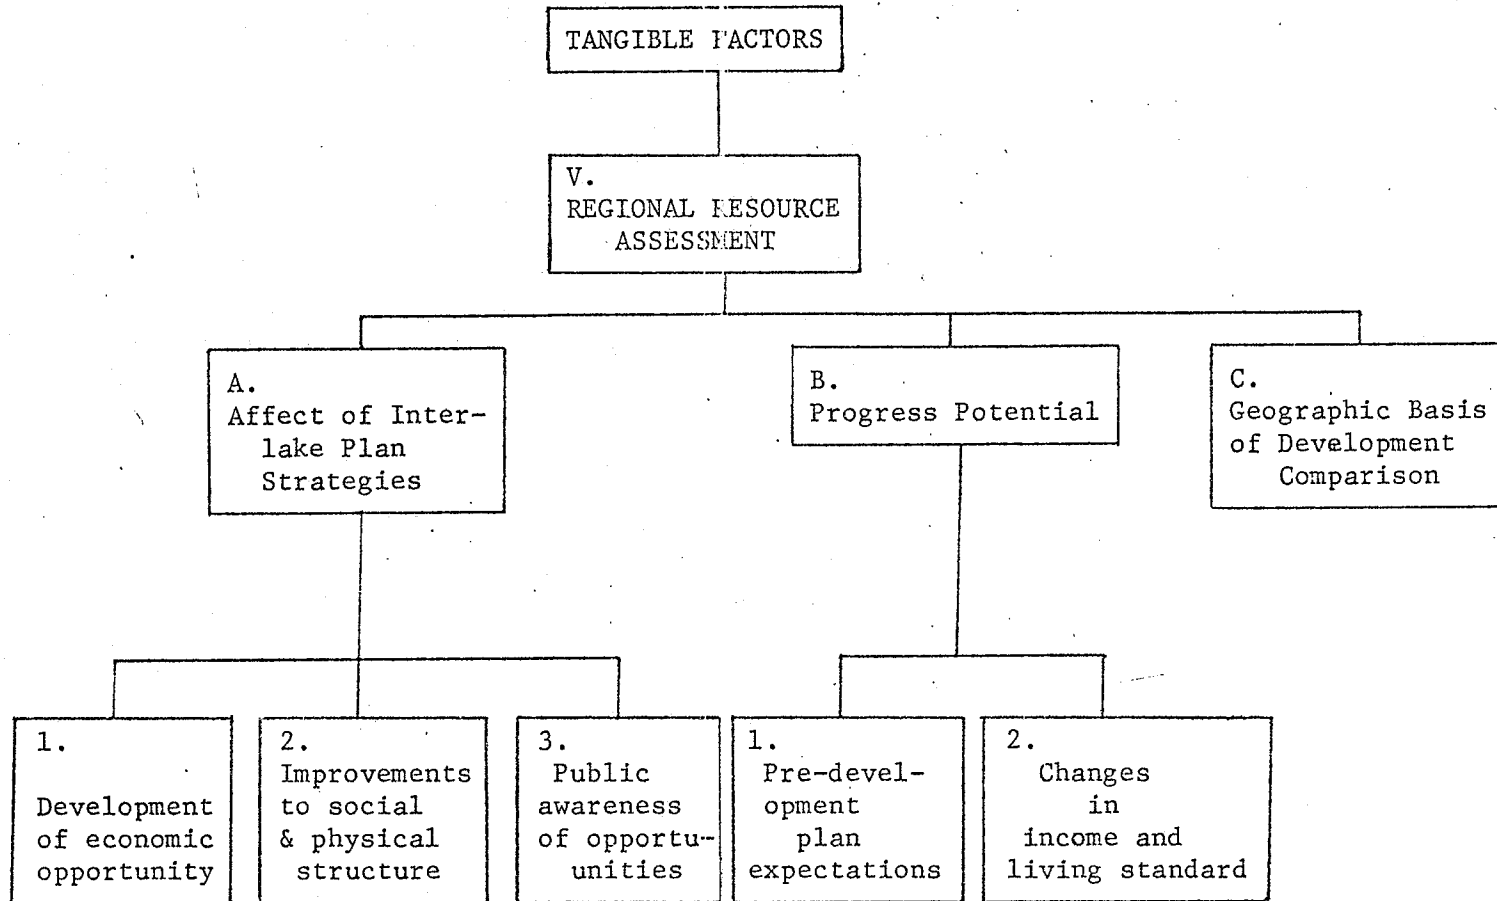 TANGIBLE FACTORS
V.
REGIONAL RESOURCE
ASSESSMENT
A.
Affect of Inter-
lake Plan
Strategies
B.
Progress Potential
C.
Geographic Basis
of Development
Comparison
1.
Development
of economic
opportunity
2.
Improvements
to social
& physical
structure
3.
Public
awareness
of opportu-
unities
1.
Pre-devel-
opment
plan
expectations
2.
Changes
in
income and
living standard